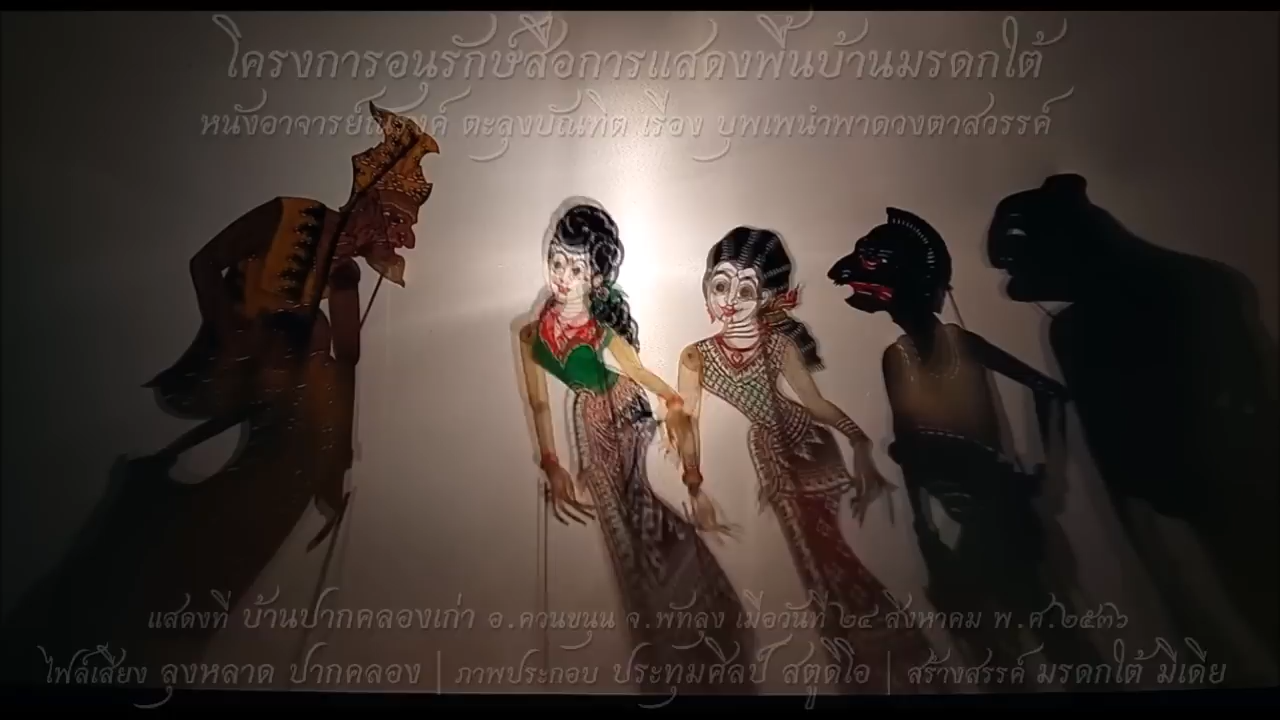 โครงการอนุรักษ์สื่อการแสดงพื้นบ้านมรดกใต้
หนังอาจารย์ณรงค์ ตะลุงบัณฑิต เรื่อง บุพเพนำพาดวงตาสวรรค์
แสดงที่ บ้านปากคลองเก่า อ.ควนขนุน จ.พัทลุง เมื่อวันที่ ๒๔ สิงหาคม พ.ศ.๒๕๓๖
ไฟล์เสียง ลุงหลาด ปากคลอง | ภาพประกอบ ประทุมศิลป์ สตูดิโอ | สร้างสรรค์ มรดกใต้ มีเดีย